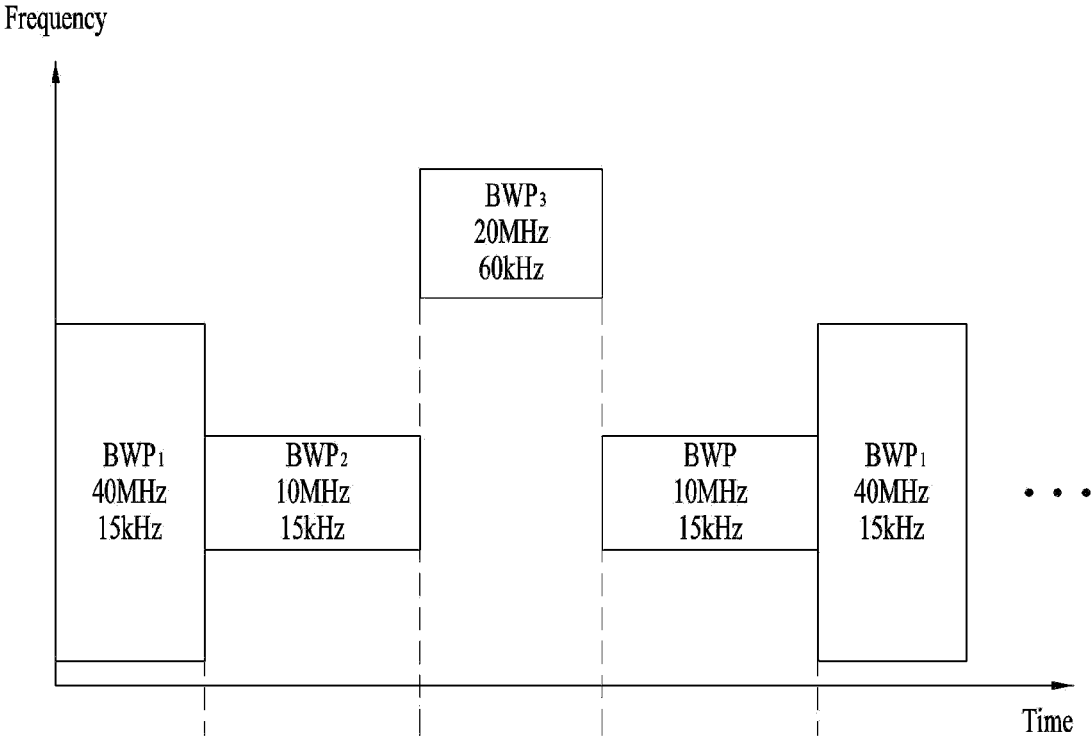 Frequency
BWP₃
20MHz
60kHz
BWP₁
40MHz
15kHz
BWP₂
10MHz
15kHz
BWP
10MHz
15kHz
BWP₁
40MHz
15kHz
• • •
Time